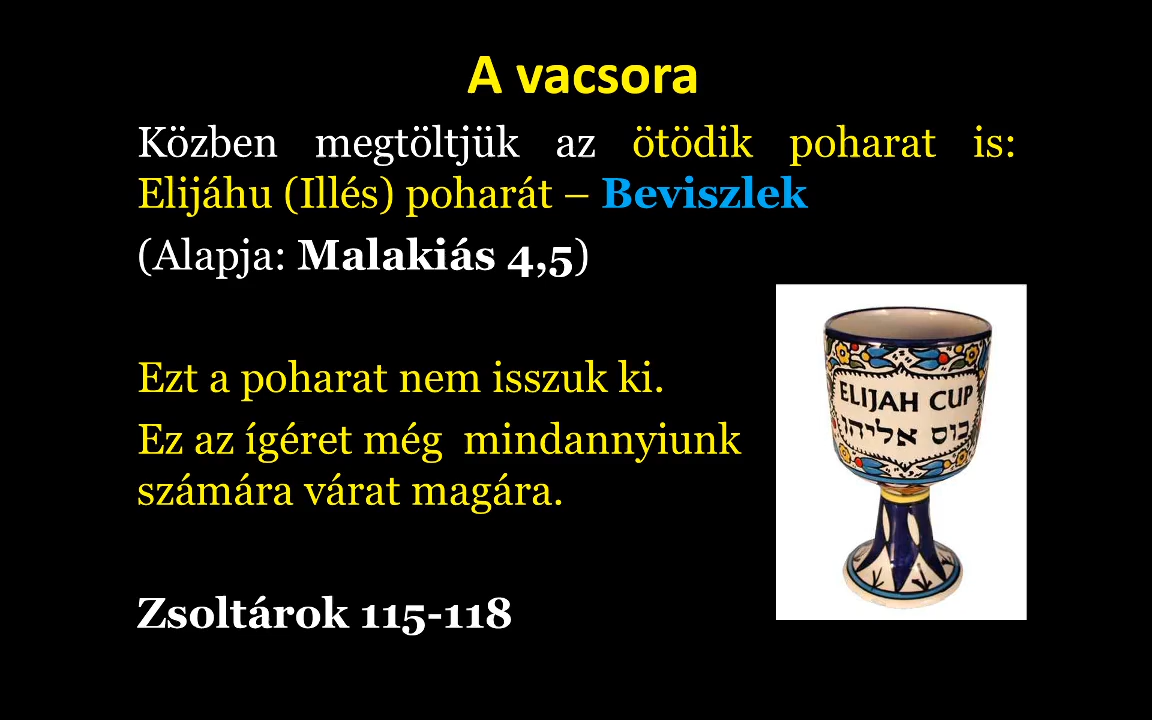 A vacsora
Közben megtöltjük az ötödik poharat is:
Elijáhu (Illés) poharát – Beviszlek
(Alapja: Malakiás 4,5)
Ezt a poharat nem isszuk ki.
Ez az ígéret még mindannyiunk
számára várat magára.
ELIJAH CUP
כוס אליהו
Zsoltárok 115-118